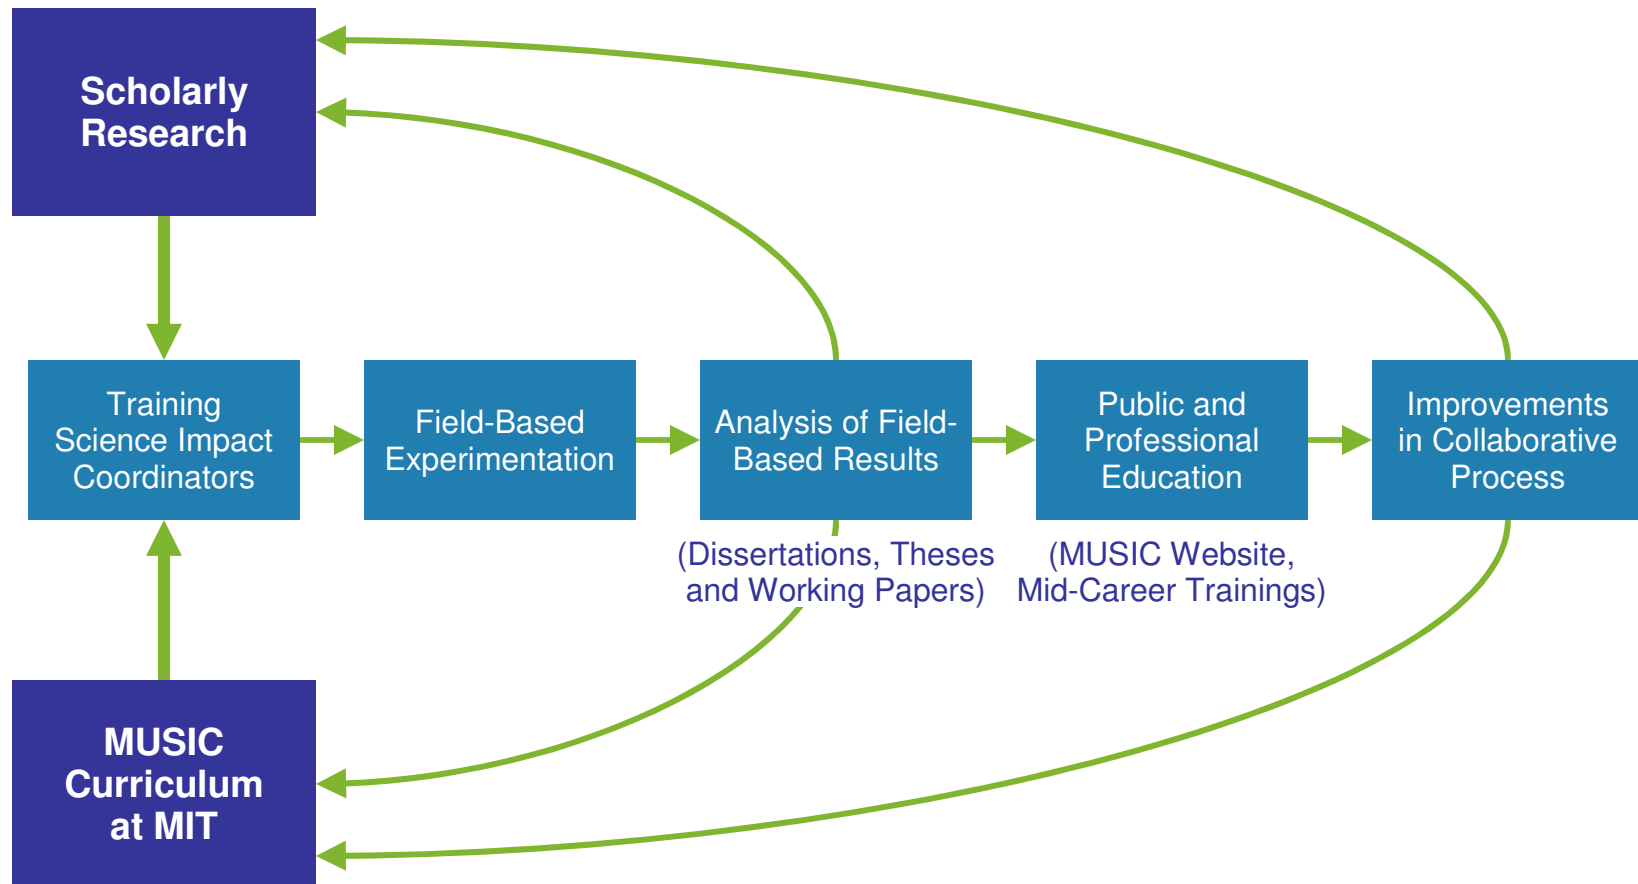 Scholarly
Research
Training
Science Impact
Coordinators
Field-Based
Experimentation
Analysis of Field-
Based Results
Public and
Professional
Education
Improvements
in Collaborative
Process
(Dissertations, Theses
and Working Papers)
(MUSIC Website,
Mid-Career Trainings)
MUSIC
Curriculum
at MIT